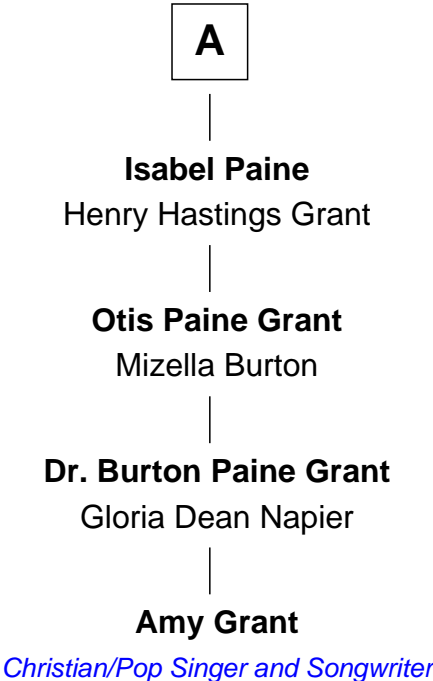 A
Isabel Paine
Henry Hastings Grant
Otis Paine Grant
Mizella Burton
Dr. Burton Paine Grant
Gloria Dean Napier
Amy Grant
Christian/Pop Singer and Songwriter